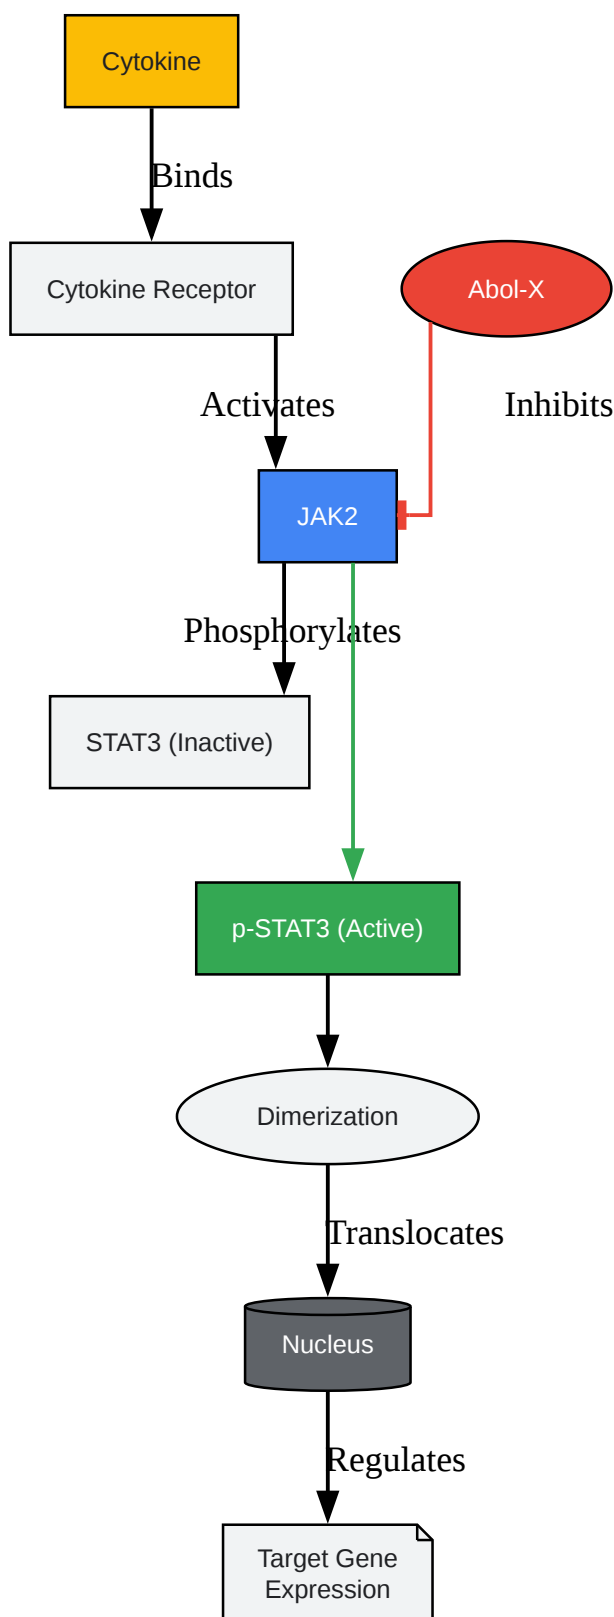 Cytokine
Binds
Cytokine Receptor
Abol-X
Activates
Inhibits
JAK2
Phosphorylates
STAT3 (Inactive)
p-STAT3 (Active)
Dimerization
Translocates
Nucleus
Regulates
Target Gene
Expression